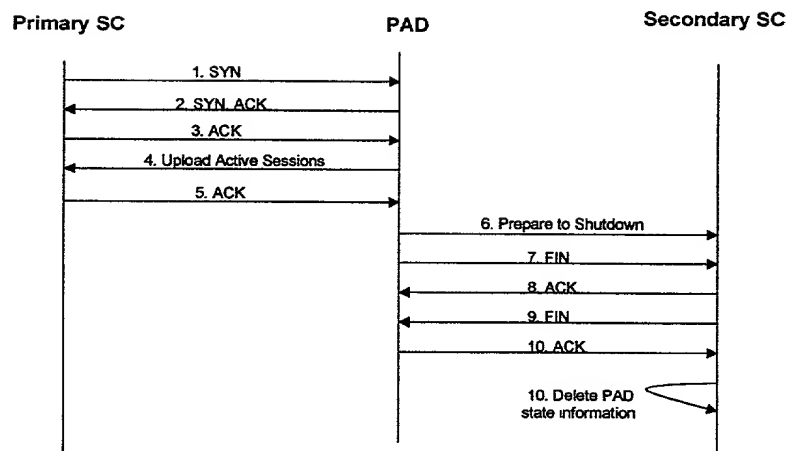 Primary SC
PAD
Secondary SC
1. SYN
2. SYN, ACK
3. ACK
4. Upload Active Sessions
5. ACK
6. Prepare to Shutdown
7. FIN
8. ACK
9. FIN
10. ACK
10. Delete PAD
state information